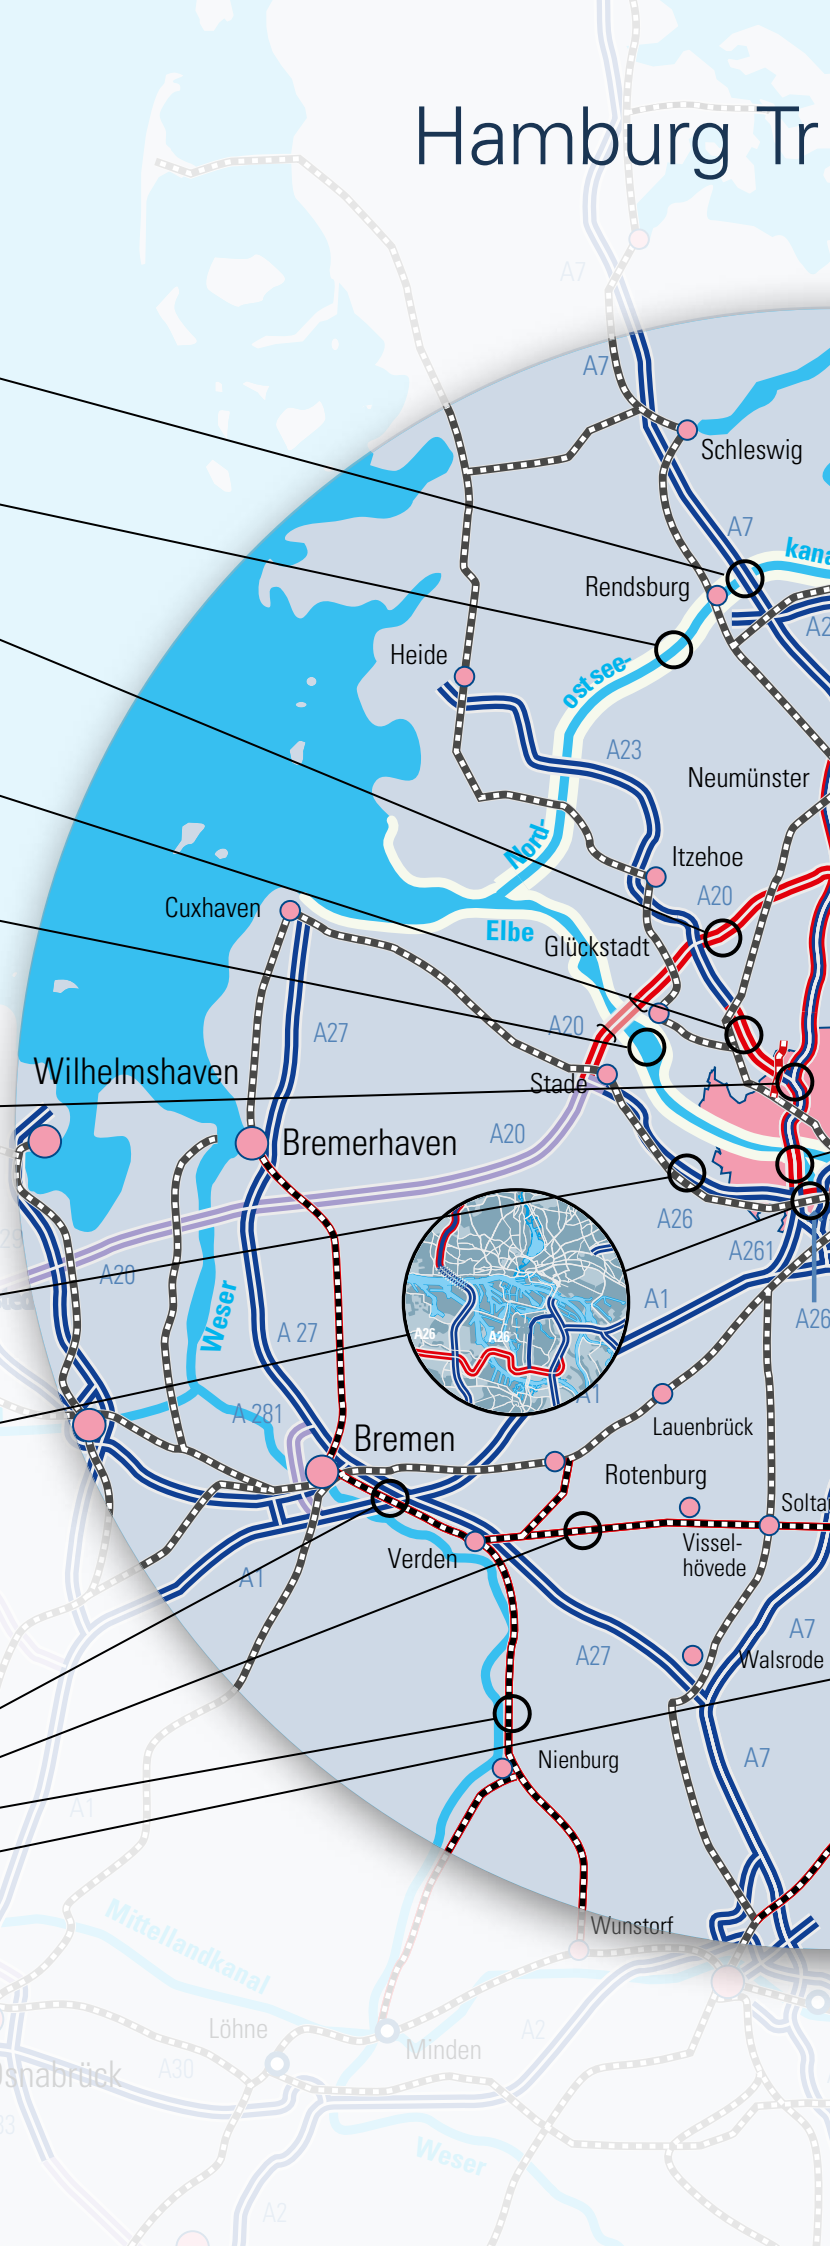 Hamburg Tr
A7
A7
Schleswig
A7
kana
Rendsburg
A2
Heide
ostsee-
A23
Neumünster
Nord-
Itzehoe
A20
Cuxhaven
Elbe
Glückstadt
A27
A20
Wilhelmshaven
Stade
Bremerhaven
A20
A26
A261
A20
A1
Weser
A26
A 27
A26
A26
A1
A 281
Lauenbrück
Bremen
Rotenburg
Solta
Verden
Vissel-
hövede
A1
A7
A27
Walsrode
Nienburg
A7
A1
Wunstorf
Mittellandkanal
Löhne
A2
Minden
snabrück
A30
33
Weser
A2